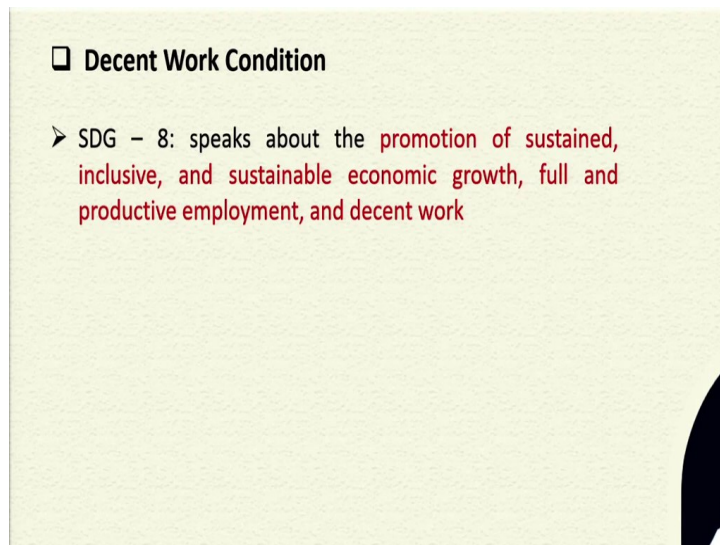 Decent Work Condition
SDG – 8: speaks about the promotion of sustained,
inclusive, and sustainable economic growth, full and
productive employment, and decent work